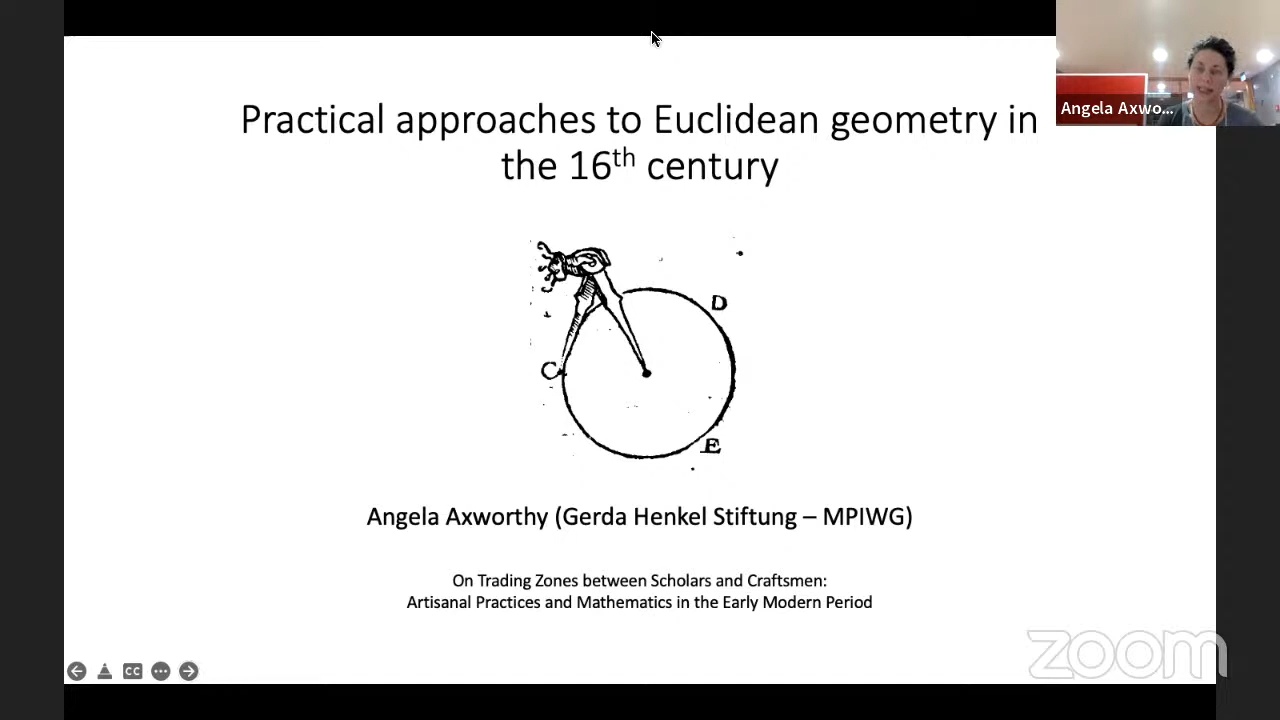 Practical approaches to Euclidean geometry in
the 16th century
Angela Axwo...
D
C
E
Angela Axworthy (Gerda Henkel Stiftung – MPIWG)
On Trading Zones between Scholars and Craftsmen:
Artisanal Practices and Mathematics in the Early Modern Period
CC
zoom